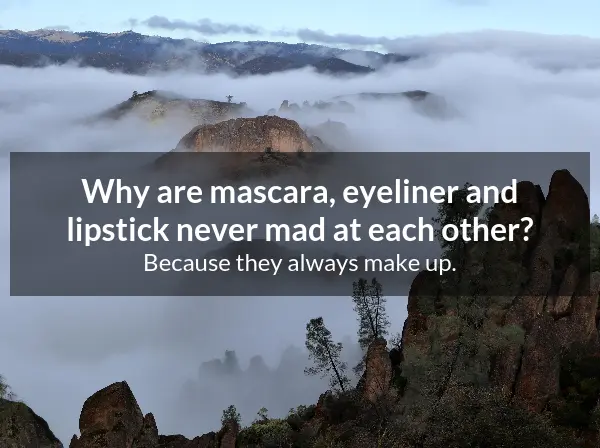 Why are mascara, eyeliner and
lipstick never mad at each other?
Because they always make up.